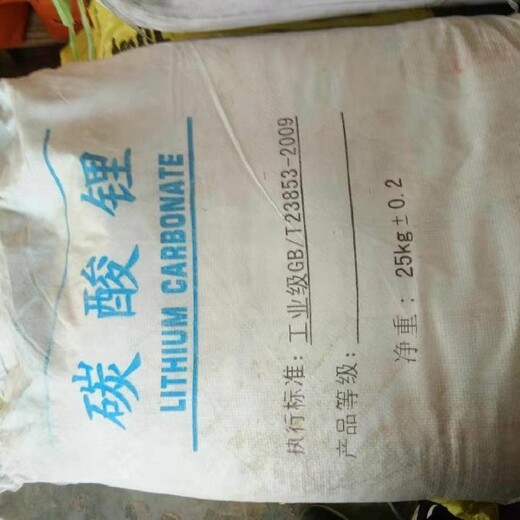 碳酸锂
LITHIUM CARBONATE
执行标准：工业级GB/T23853-2009
产品等级：
净重：25kg±0.2